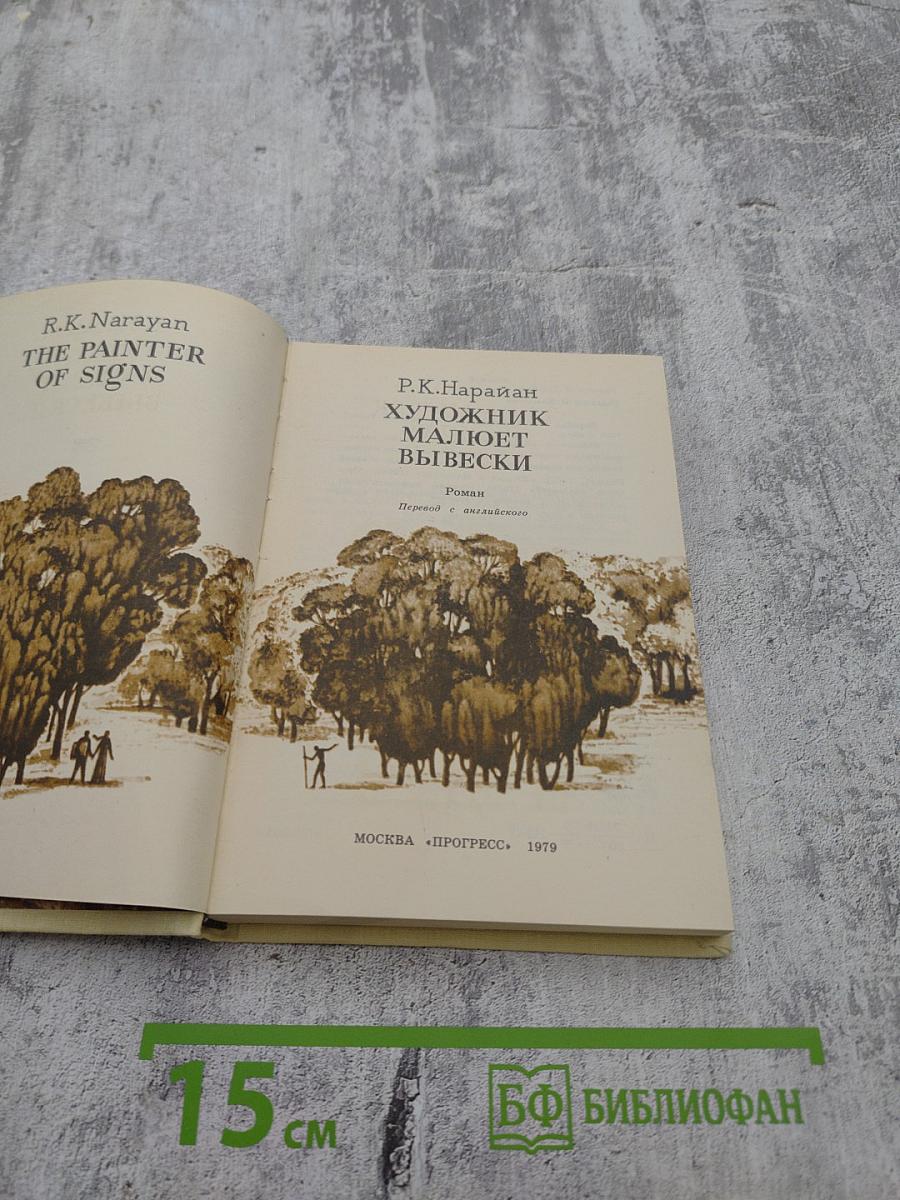 R.K.Narayan
THE PAINTER
OF SIGNS
Р.К.Нарайан
ХУДОЖНИК
МАЛЮЕТ
ВЫВЕСКИ
Роман
Перевод с английского
МОСКВА «ПРОГРЕСС» 1979
15 см
БФ БИБЛИОФАН